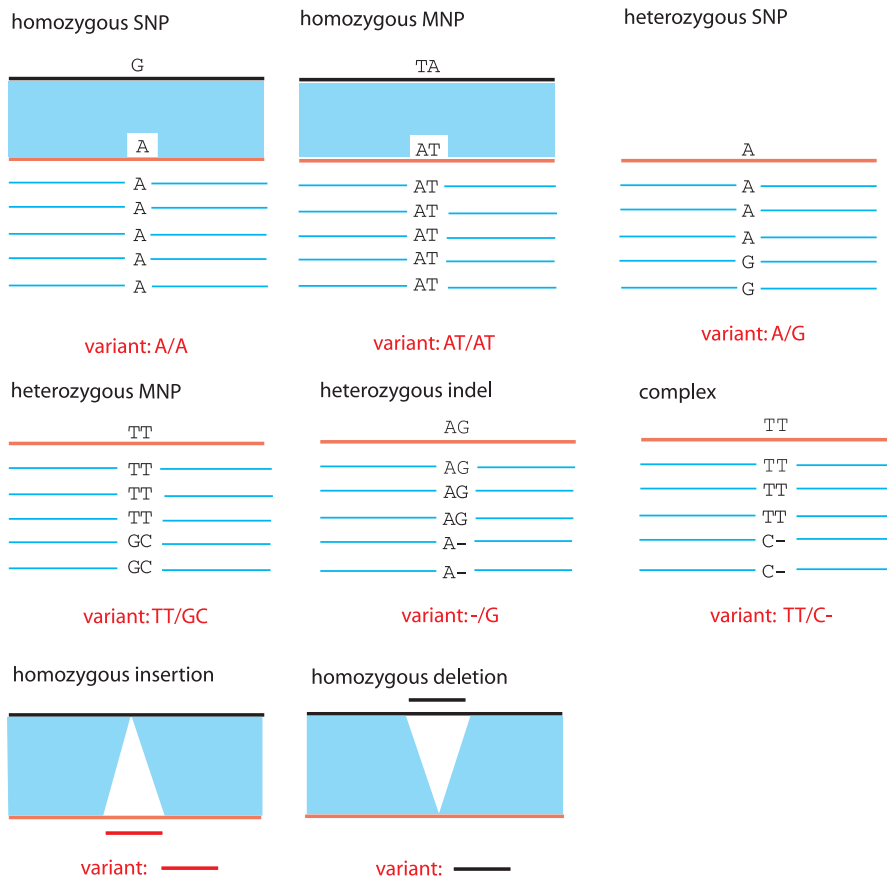 homozygous SNP
G
A
A
A
A
A
A
variant: A/A
homozygous MNP
TA
AT
AT
AT
AT
AT
AT
variant: AT/AT
heterozygous SNP
A
A
A
A
G
G
variant: A/G
heterozygous MNP
TT
TT
TT
TT
GC
GC
variant: TT/GC
heterozygous indel
AG
AG
AG
AG
A-
A-
variant: -/G
complex
TT
TT
TT
TT
C-
C-
variant: TT/C-
homozygous insertion
variant:
homozygous deletion
variant: